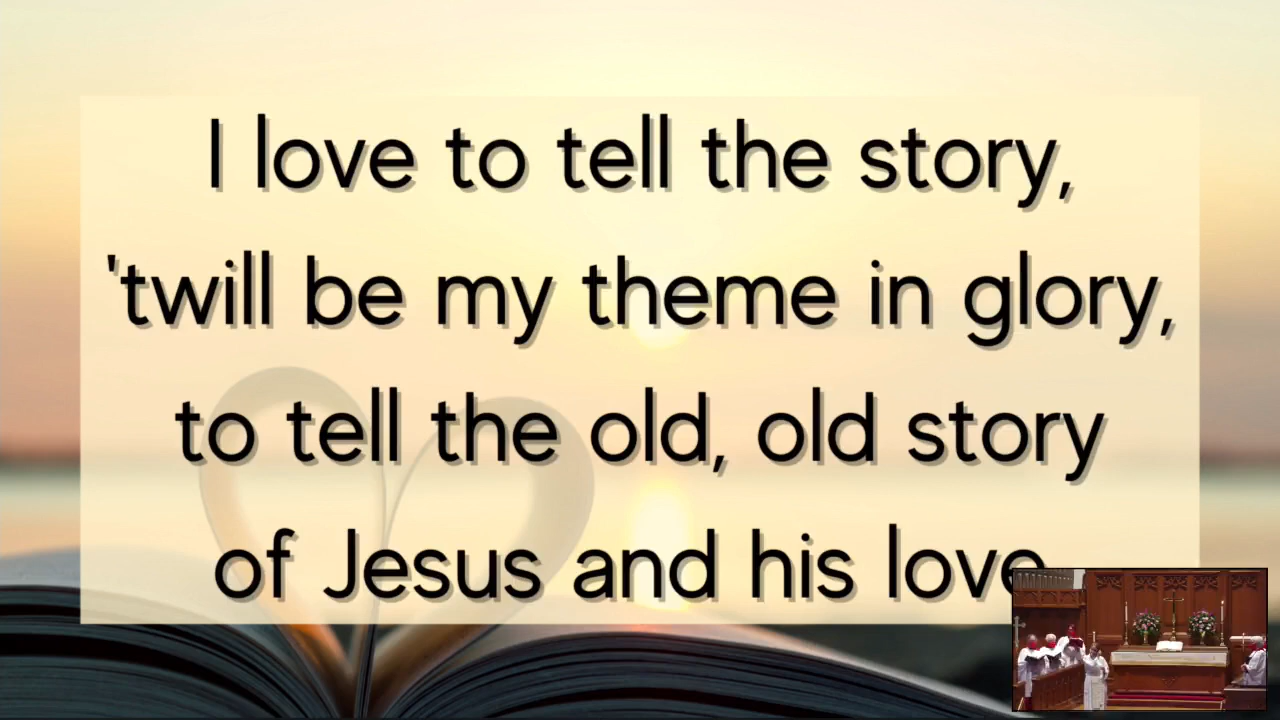 I love to tell the story,
'twill be my theme in glory,
to tell the old, old story
of Jesus and his love